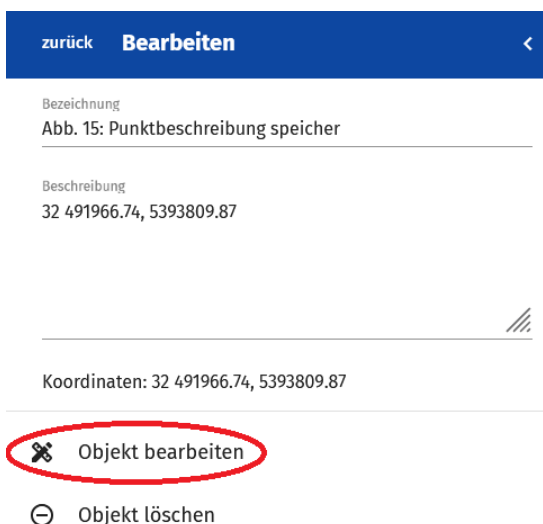 zurück Bearbeiten
Bezeichnung
Abb. 15: Punktbeschreibung speicher
Beschreibung
32 491966.74, 5393809.87
Koordinaten: 32 491966.74, 5393809.87
Objekt bearbeiten
Objekt löschen